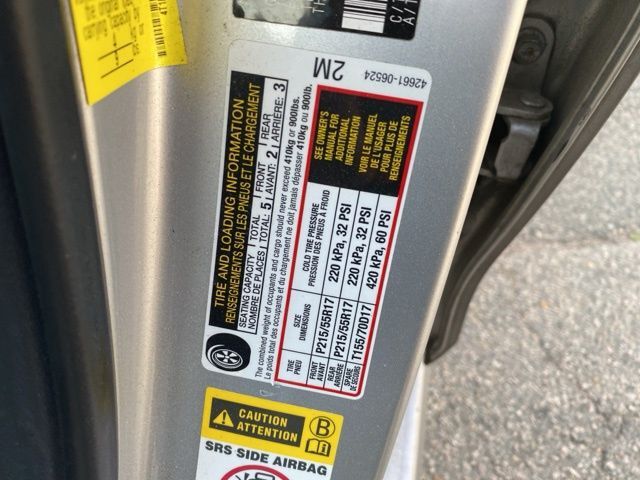 2M
42661-06524
TIRE AND LOADING INFORMATION
RENSEIGNEMENTS SUR LES PNEUS ET LE CHARGEMENT
SEATING CAPACITY TOTAL: 5 FRONT 2 REAR 3
NOMBRE DE PLACES TOTAL: AVANT: ARRIÈRE:
The combined weight of occupants and cargo should never exceed 410kg or 900lbs.
Le poids total des occupants et du chargement ne doit jamais dépasser 410kg ou 900lb.
TIRE PNEU SIZE DIMENSIONS COLD TIRE PRESSURE PRESSION DES PNEUS À FROID
FRONT AVANT P215/55R17 220 kPa, 32 PSI
REAR ARRIÈRE P215/55R17 220 kPa, 32 PSI
SPARE DE SECOURS T155/70D17 420 kPa, 60 PSI
SEE OWNER'S
MANUAL FOR
ADDITIONAL
INFORMATION
VOIR LE MANUEL
DE L'USAGER
POUR PLUS DE
RENSEIGNEMENTS
CAUTION
ATTENTION
B
SRS SIDE AIRBAG